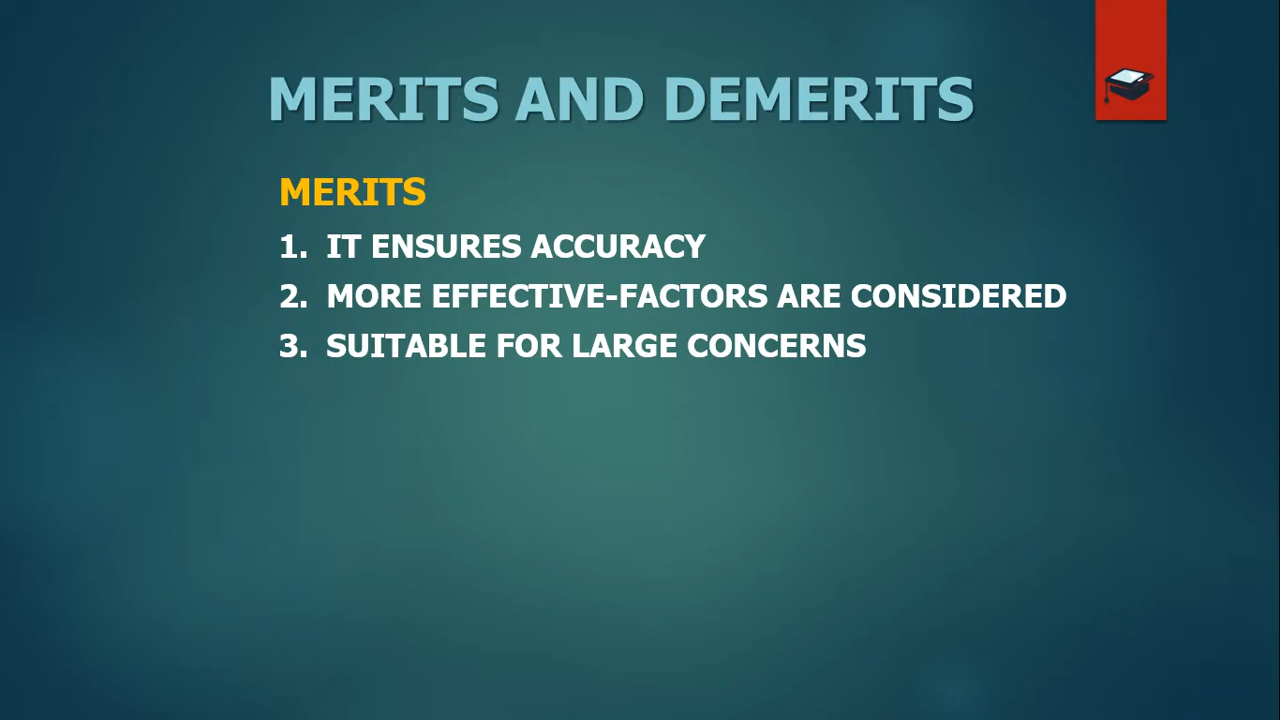 MERITS AND DEMERITS
MERITS
1. IT ENSURES ACCURACY
2. MORE EFFECTIVE-FACTORS ARE CONSIDERED
3. SUITABLE FOR LARGE CONCERNS